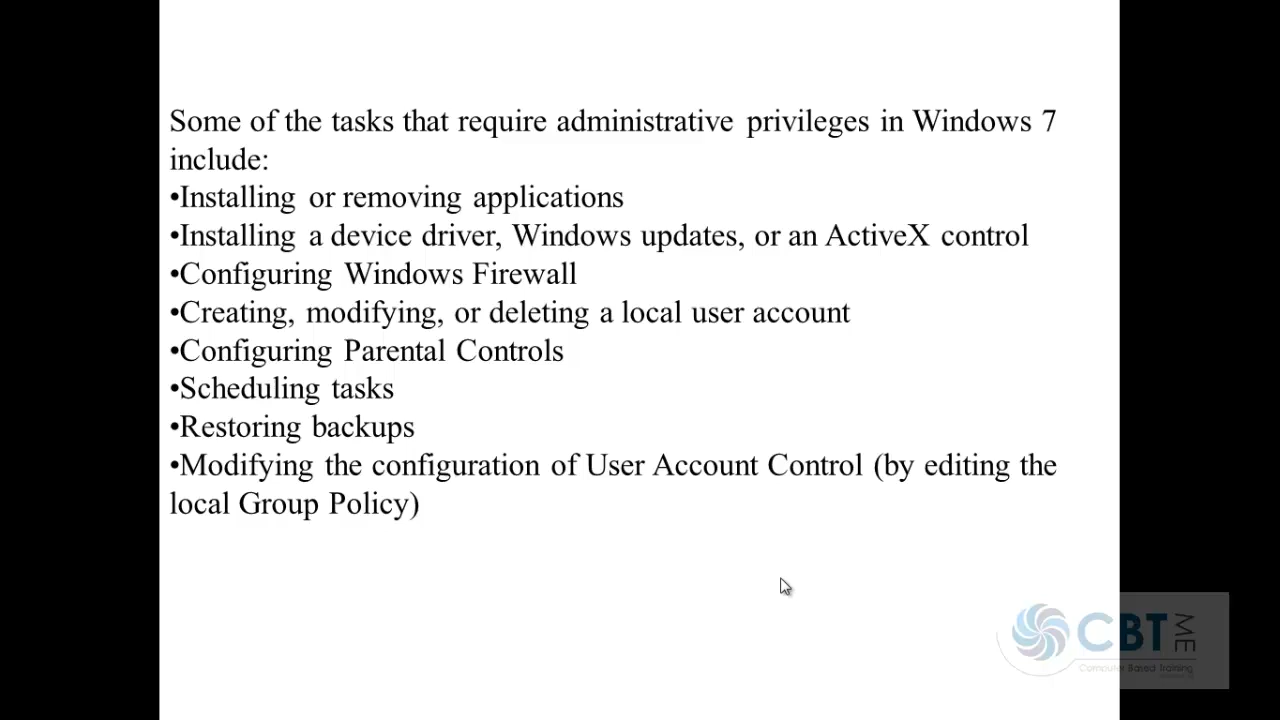 Some of the tasks that require administrative privileges in Windows 7
include:
•Installing or removing applications
•Installing a device driver, Windows updates, or an ActiveX control
•Configuring Windows Firewall
•Creating, modifying, or deleting a local user account
•Configuring Parental Controls
•Scheduling tasks
•Restoring backups
•Modifying the configuration of User Account Control (by editing the
local Group Policy)
CBT ME
Computer Based Training